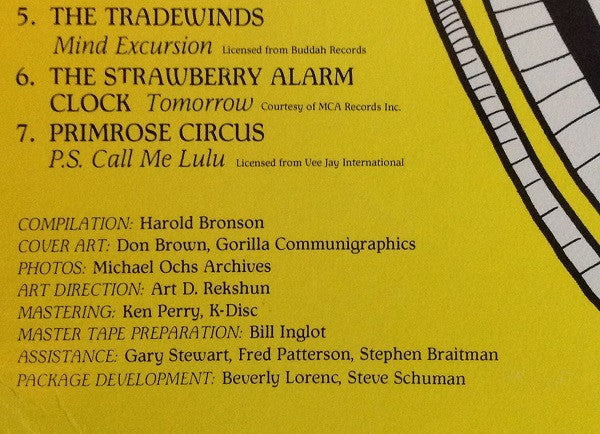 5. THE TRADEWINDS
Mind Excursion Licensed from Buddah Records
6. THE STRAWBERRY ALARM
CLOCK Tomorrow Courtesy of MCA Records Inc.
7. PRIMROSE CIRCUS
P.S. Call Me Lulu Licensed from Vee Jay International
COMPILATION: Harold Bronson
COVER ART: Don Brown, Gorilla Communigraphics
PHOTOS: Michael Ochs Archives
ART DIRECTION: Art D. Rekshun
MASTERING: Ken Perry, K-Disc
MASTER TAPE PREPARATION: Bill Inglot
ASSISTANCE: Gary Stewart, Fred Patterson, Stephen Braitman
PACKAGE DEVELOPMENT: Beverly Lorenc, Steve Schuman